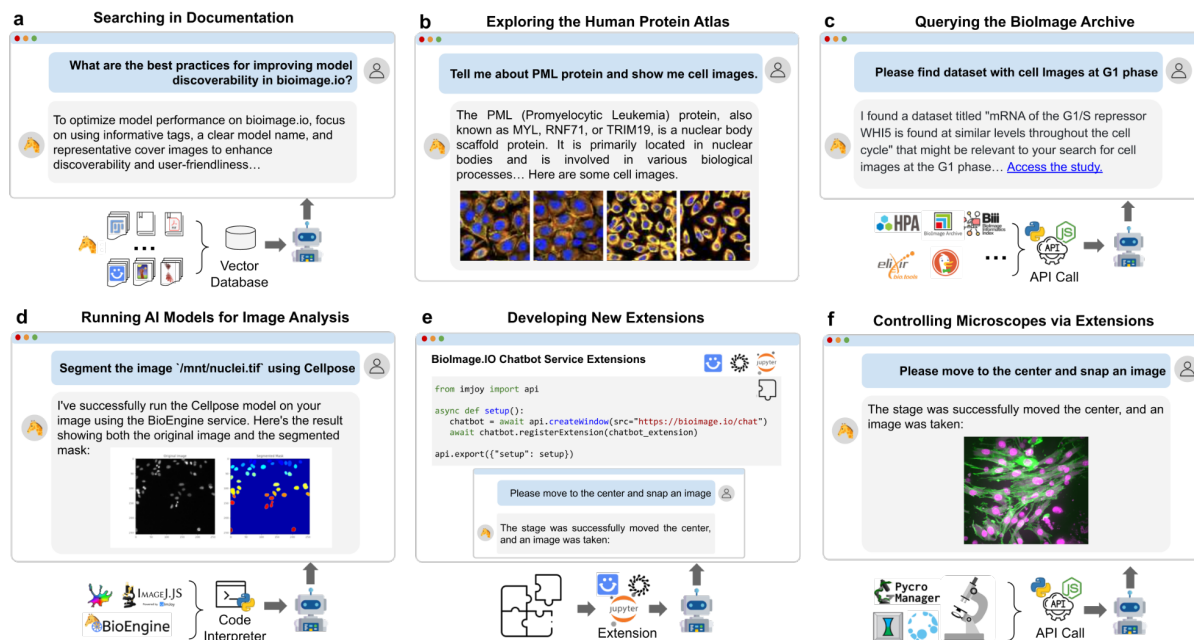 a Searching in Documentation
What are the best practices for improving model
discoverability in bioimage.io?
To optimize model performance on bioimage.io, focus
on using informative tags, a clear model name, and
representative cover images to enhance
discoverability and user-friendliness...
...
Vector
Database
b Exploring the Human Protein Atlas
Tell me about PML protein and show me cell images.
The PML (Promyelocytic Leukemia) protein, also
known as MYL, RNF71, or TRIM19, is a nuclear body
scaffold protein. It is primarily located in nuclear
bodies and is involved in various biological
processes... Here are some cell images.
c Querying the BioImage Archive
Please find dataset with cell Images at G1 phase
I found a dataset titled "mRNA of the G1/S repressor
WHI5 is found at similar levels throughout the cell
cycle" that might be relevant to your search for cell
images at the G1 phase... Access the study.
HPA
BioImage Archive
Biii
BioImage
Informatics
Index
elixir
...
JS
API
API Call
d Running AI Models for Image Analysis
Segment the image `/mnt/nuclei.tif` using Cellpose
I've successfully run the Cellpose model on your
image using the BioEngine service. Here's the result
showing both the original image and the segmented
mask:
Original Image
Segmented Mask
IMAGEJ.JS
BioEngine
Code
Interpreter
e Developing New Extensions
BioImage.IO Chatbot Service Extensions
jupyter
from imjoy import api
async def setup():
chatbot = await api.createWindow(src="https://bioimage.io/chat")
await chatbot.registerExtension(chatbot_extension)
api.export({"setup": setup})
Please move to the center and snap an image
The stage was successfully moved the center,
and an image was taken:
jupyter
Extension
f Controlling Microscopes via Extensions
Please move to the center and snap an image
The stage was successfully moved the center, and an
image was taken:
Pycro
Manager
JS
API
API Call